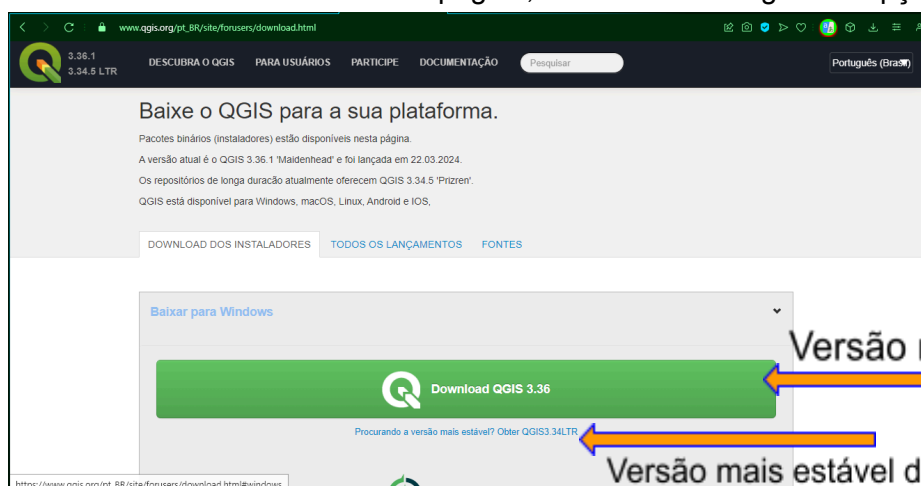 www.qgis.org/pt_BR/site/forusers/download.html
3.36.1
3.34.5 LTR
DESCUBRA O QGIS PARA USUÁRIOS PARTICIPE DOCUMENTAÇÃO Pesquisar Português (Brasil)
Baixe o QGIS para a sua plataforma.
Pacotes binários (instaladores) estão disponíveis nesta página.
A versão atual é o QGIS 3.36.1 'Maidenhead' e foi lançada em 22.03.2024.
Os repositórios de longa duracão atualmente oferecem QGIS 3.34.5 'Prizren'.
QGIS está disponível para Windows, macOS, Linux, Android e IOS,
DOWNLOAD DOS INSTALADORES TODOS OS LANÇAMENTOS FONTES
Baixar para Windows
Versão
Download QGIS 3.36
Procurando a versão mais estável? Obter QGIS3.34LTR
Versão mais estável d
https://www.qgis.org/pt_BR/site/forusers/download.html#windows